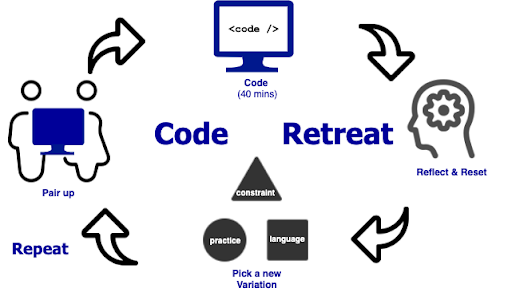 <code />
Code
(40 mins)
Code Retreat
Reflect & Reset
Pair up
constraint
practice
language
Repeat
Pick a new
Variation